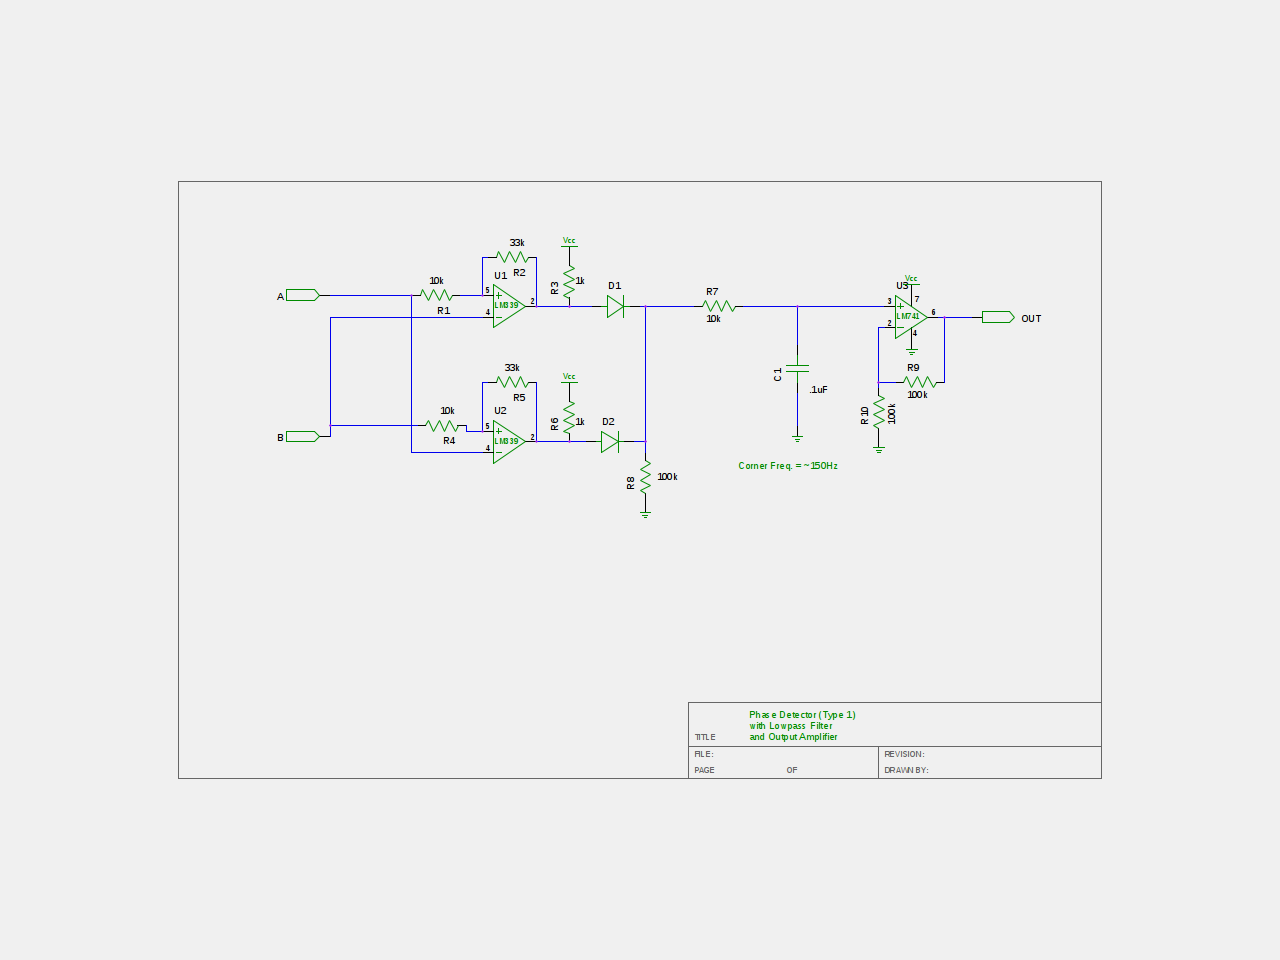 33k
Vcc
R2
U1
10k
R3
1k
D1
A
5
LM339
2
4
R1
R7
10k
Vcc
U3
7
3
LM741
6
2
4
OUT
C1
.1uF
R9
100k
R10
100k
33k
R5
Vcc
10k
U2
R6
1k
D2
B
5
LM339
2
4
R4
R8
100k
Corner Freq. = ~150Hz
Phase Detector (Type 1)
with Lowpass Filter
TITLE and Output Amplifier
FILE: REVISION:
PAGE OF DRAWN BY: